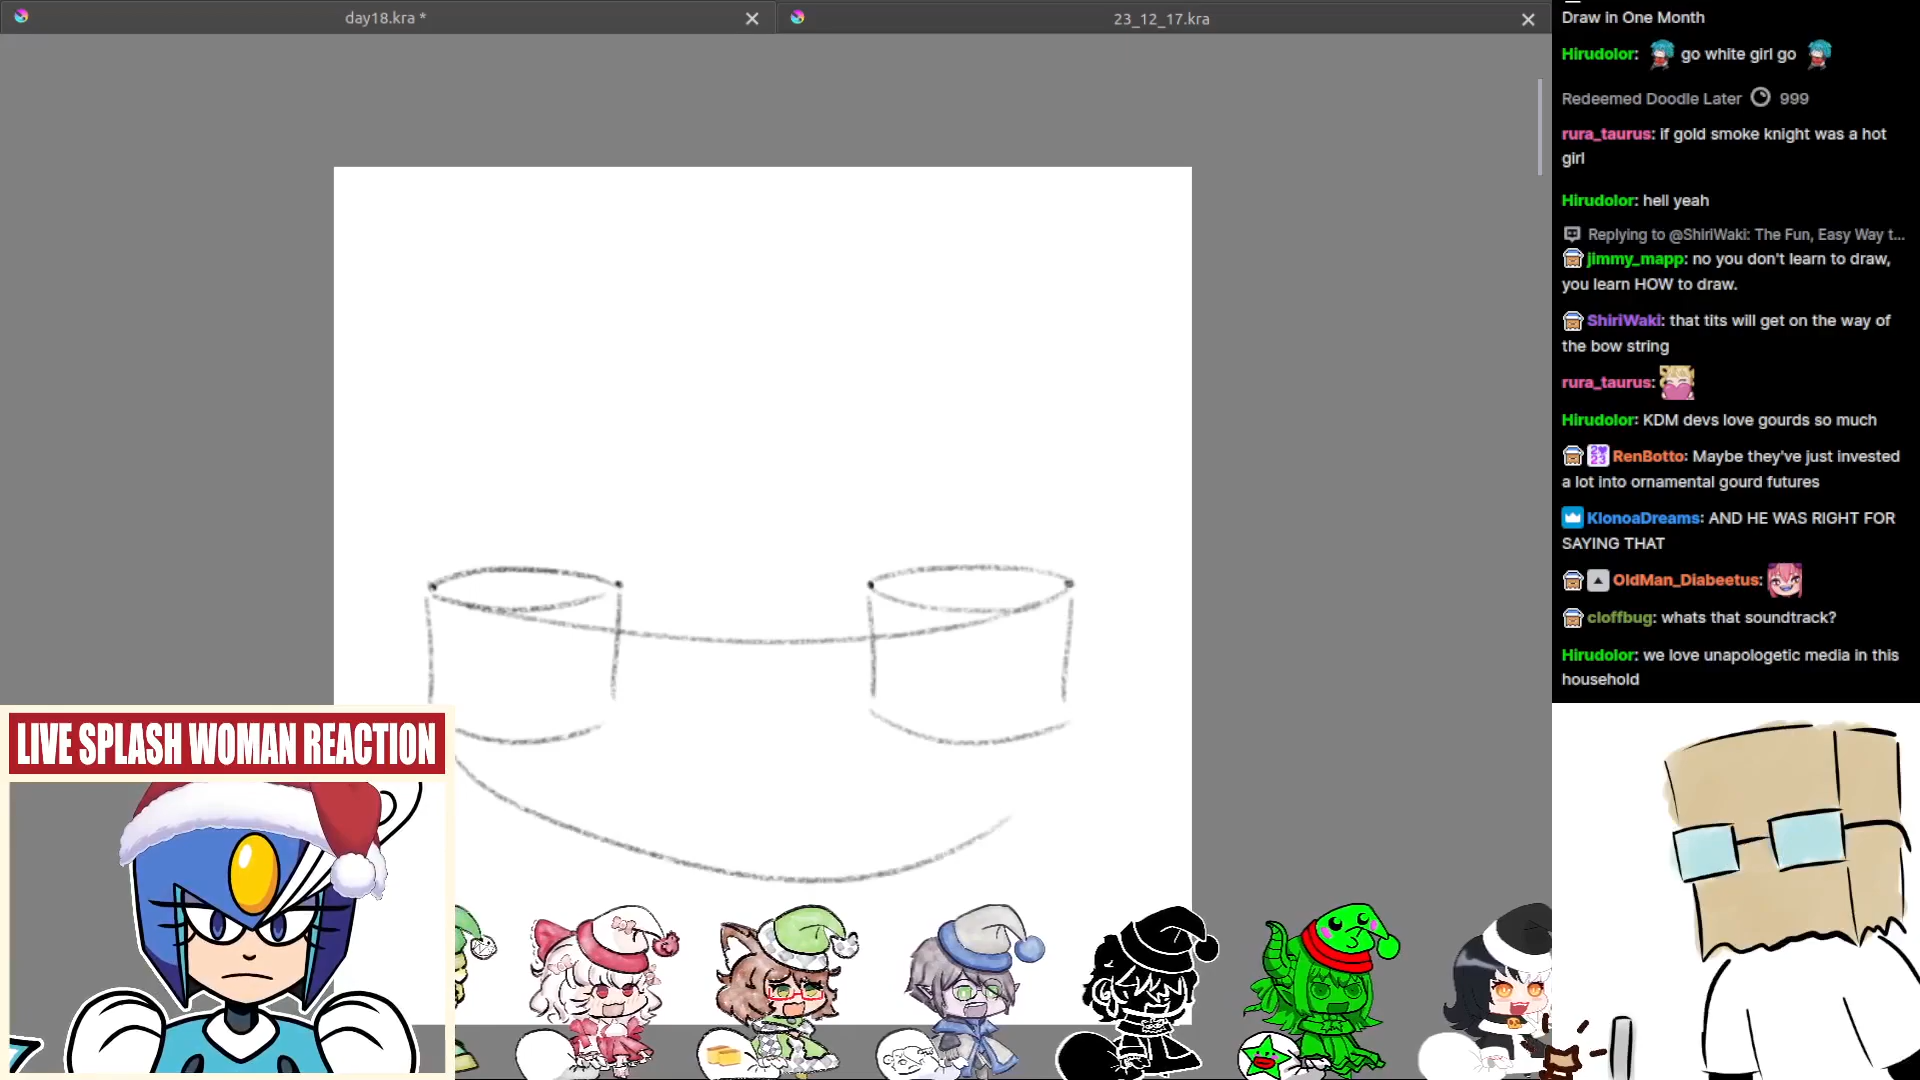 day18.kra *
23_12_17.kra
Draw in One Month
Hirudolor: go white girl go
Redeemed Doodle Later 999
rura_taurus: if gold smoke knight was a hot
girl
Hirudolor: hell yeah
Replying to @ShiriWaki: The Fun, Easy Way t...
jimmy_mapp: no you don't learn to draw,
you learn HOW to draw.
ShiriWaki: that tits will get on the way of
the bow string
rura_taurus:
Hirudolor: KDM devs love gourds so much
RenBotto: Maybe they've just invested
a lot into ornamental gourd futures
KlonoaDreams: AND HE WAS RIGHT FOR
SAYING THAT
OldMan_Diabeetus:
cloffbug: whats that soundtrack?
Hirudolor: we love unapologetic media in this
household
LIVE SPLASH WOMAN REACTION